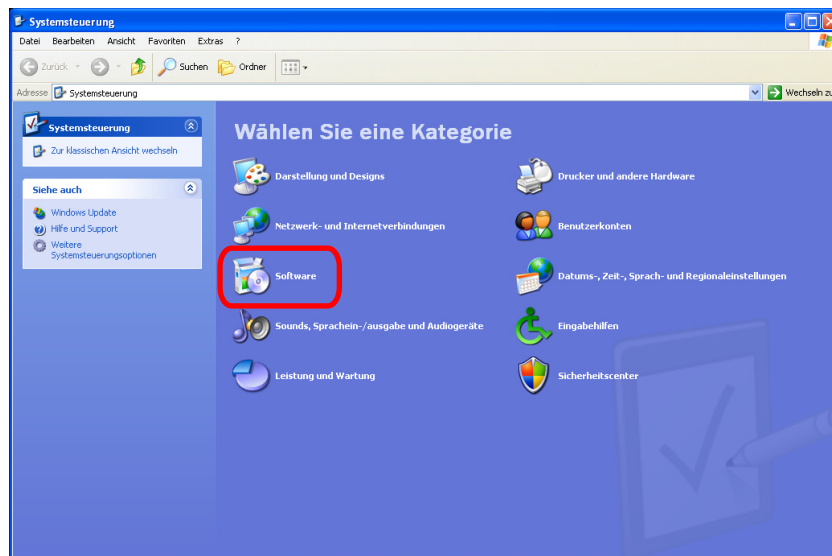 Systemsteuerung
Datei Bearbeiten Ansicht Favoriten Extras ?
Zurück Suchen Ordner
Adresse Systemsteuerung Wechseln zu
Systemsteuerung
Zur klassischen Ansicht wechseln
Siehe auch
Windows Update
Hilfe und Support
Weitere
Systemsteuerungsoptionen
Wählen Sie eine Kategorie
Darstellung und Designs
Drucker und andere Hardware
Netzwerk- und Internetverbindungen
Benutzerkonten
Software
Datums-, Zeit-, Sprach- und Regionaleinstellungen
Sounds, Sprachein-/ausgabe und Audiogeräte
Eingabehilfen
Leistung und Wartung
Sicherheitscenter